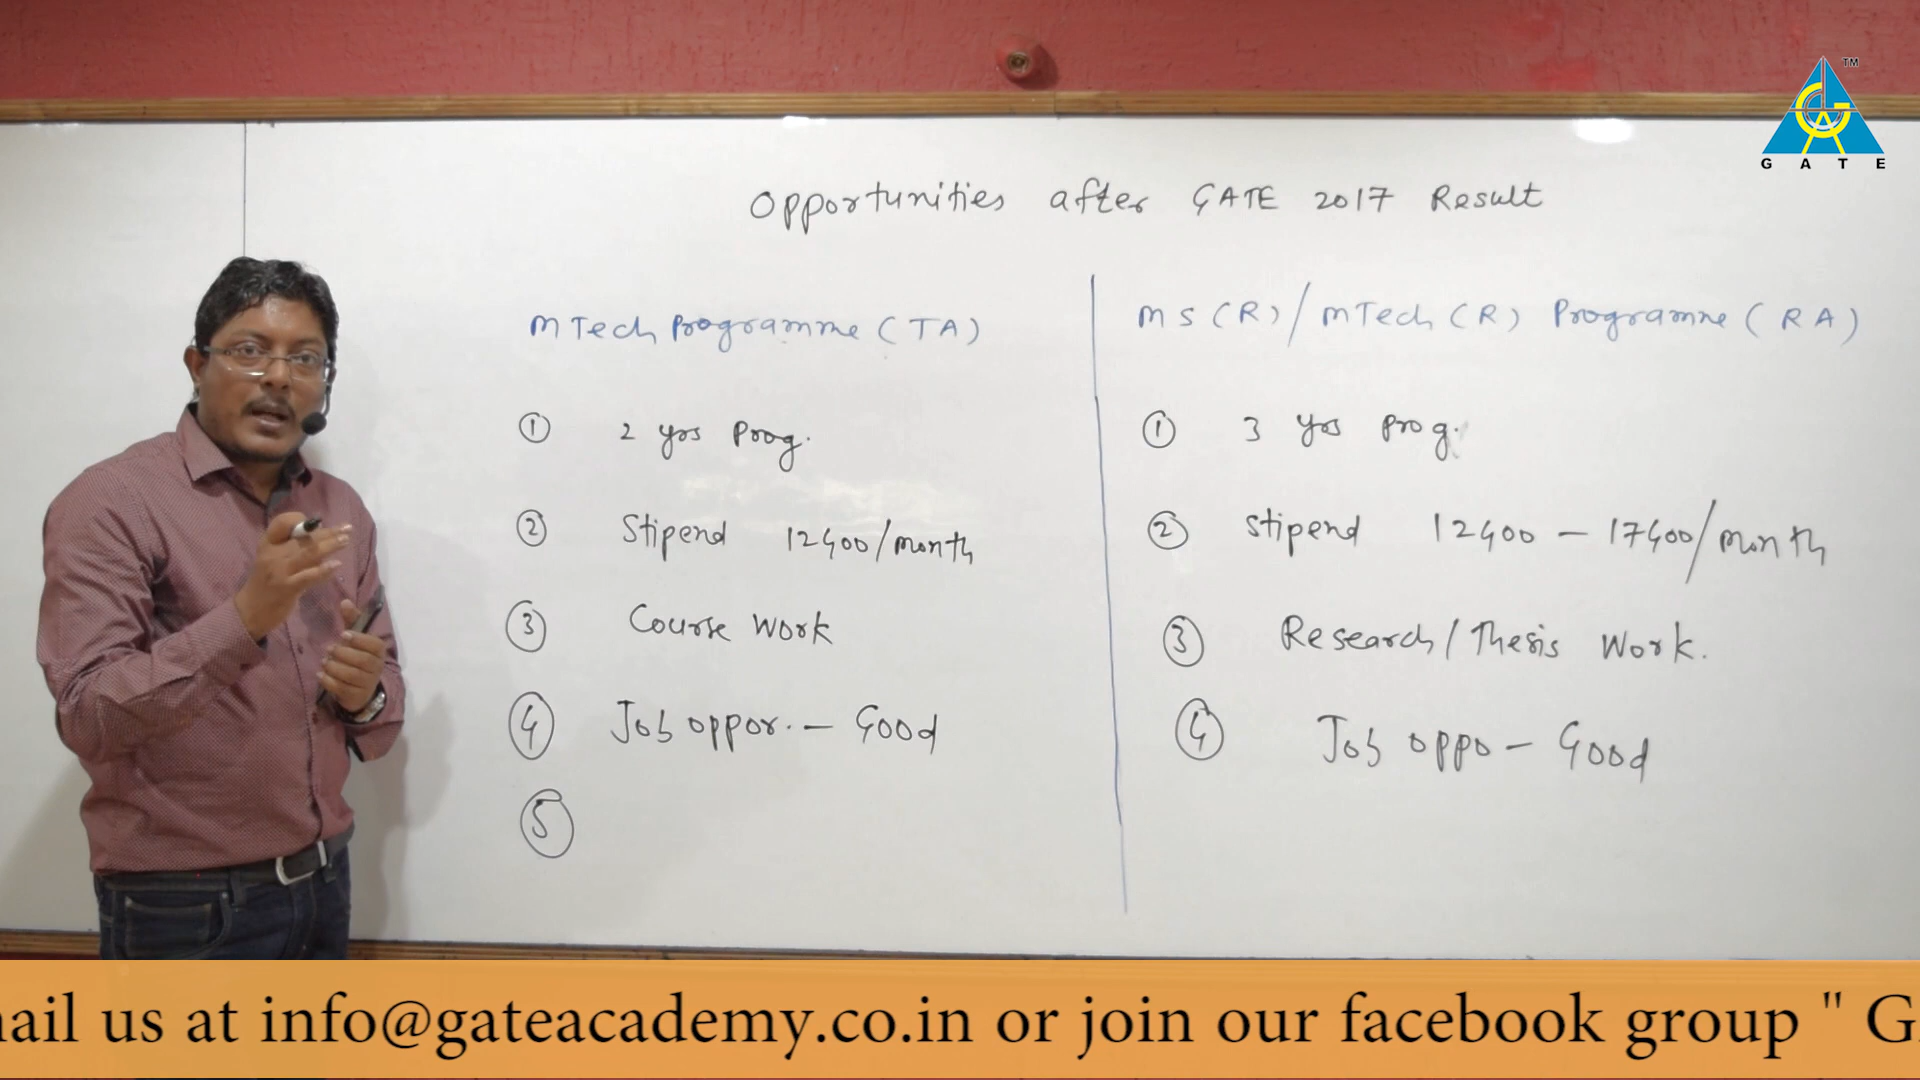 TM
GATE
Opportunities after GATE 2017 Result
MTech Programme (TA)
① 2 yrs Prog.
② Stipend 12400/month
③ Course Work
④ Job oppor. — Good
⑤
MS(R)/MTech(R) Programme (RA)
① 3 yrs prog.
② stipend 12400 — 17400/month
③ Research/Thesis Work.
④ Job oppo — Good
ail us at info@gateacademy.co.in or join our facebook group " G